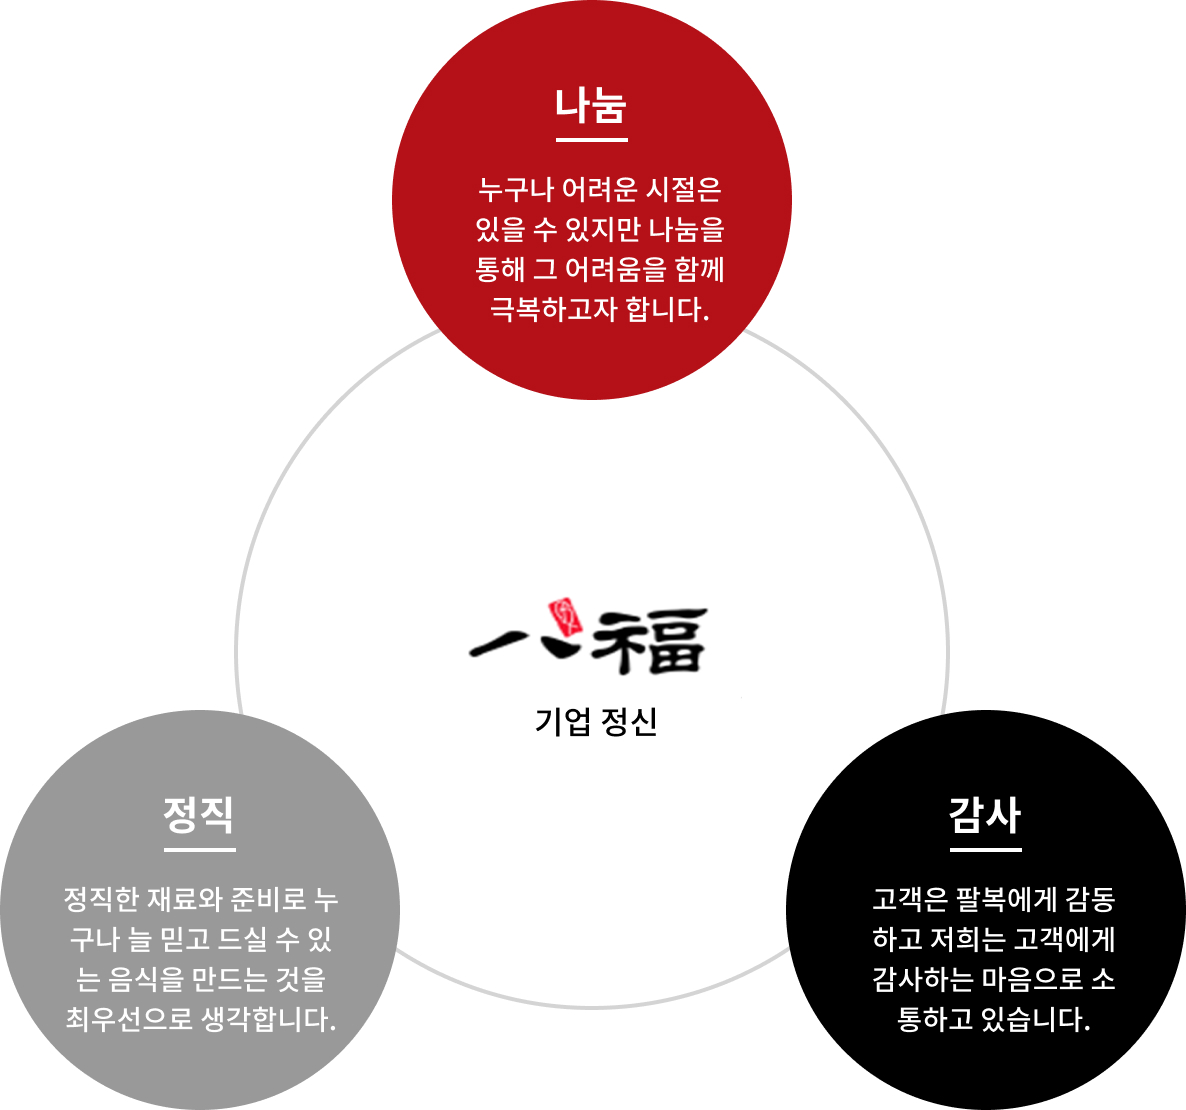 나눔
누구나 어려운 시절은
있을 수 있지만 나눔을
통해 그 어려움을 함께
극복하고자 합니다.
八福
기업 정신
정직
정직한 재료와 준비로 누
구나 늘 믿고 드실 수 있
는 음식을 만드는 것을
최우선으로 생각합니다.
감사
고객은 팔복에게 감동
하고 저희는 고객에게
감사하는 마음으로 소
통하고 있습니다.